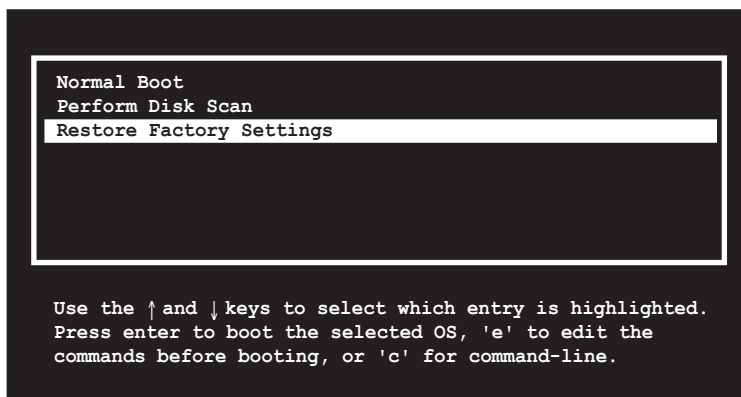 Normal Boot
Perform Disk Scan
Restore Factory Settings
Use the ↑ and ↓ keys to select which entry is highlighted.
Press enter to boot the selected OS, 'e' to edit the
commands before booting, or 'c' for command-line.